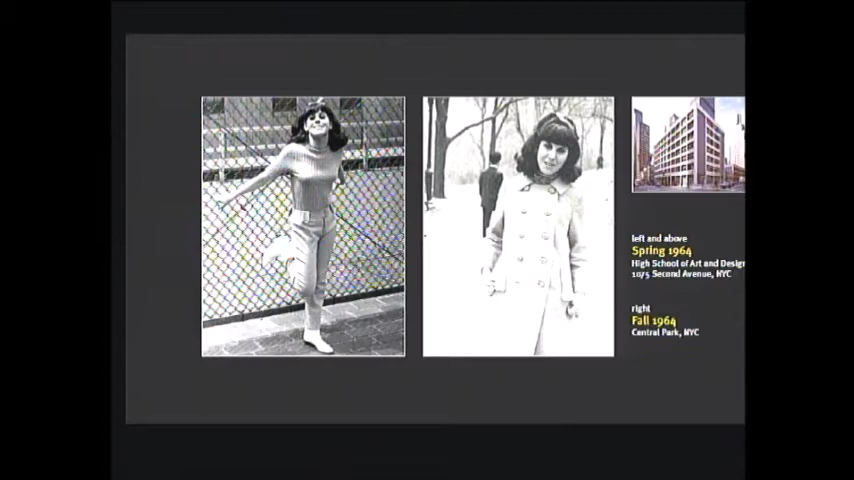 left and above
Spring 1964
High School of Art and Design
1075 Second Avenue, NYC
right
Fall 1964
Central Park, NYC